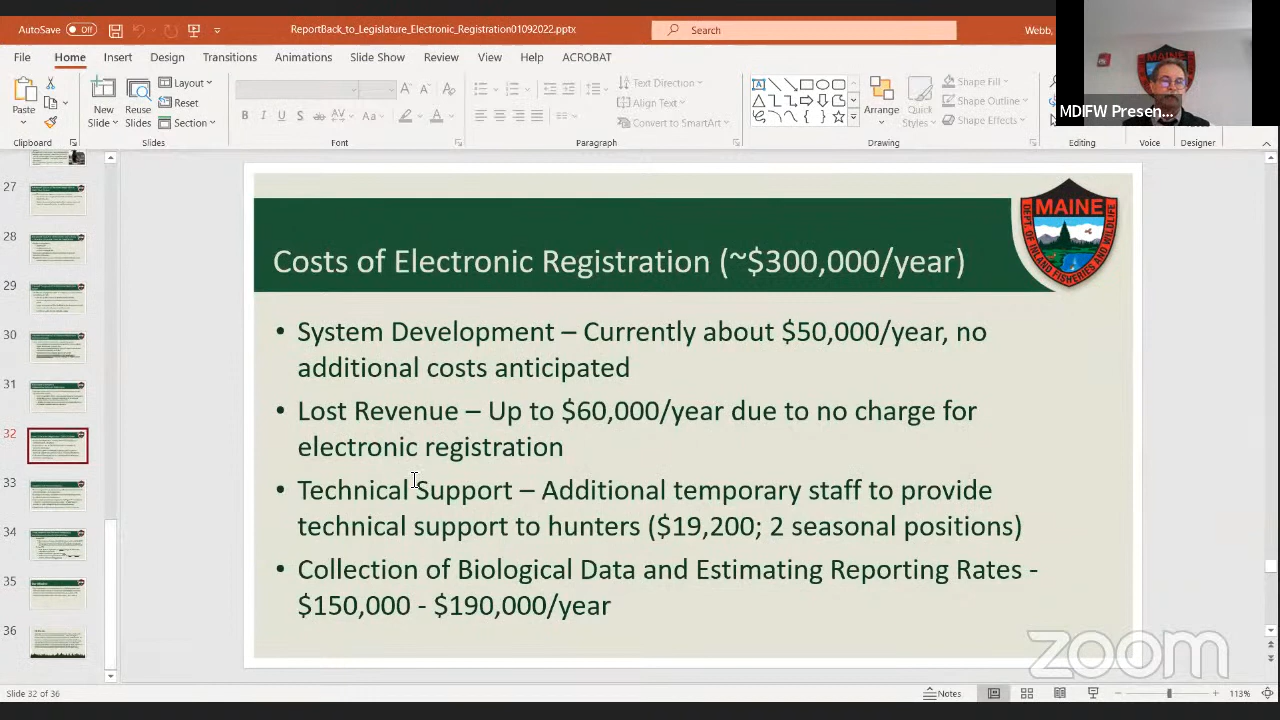 AutoSave Off
ReportBack_to_Legislature_Electronic_Registration01092022.pptx
Search
Webb,
File Home Insert Design Transitions Animations Slide Show Review View Help ACROBAT
Paste
New
Slide
Reuse
Slides
Layout
Reset
Section
Text Direction
Align Text
Convert to SmartArt
Arrange
Quick
Styles
Shape Fill
Shape Outline
Shape Effects
MDIFW Presen...
Clipboard Slides Font Paragraph Drawing Editing Voice Designer
27
28
29
30
31
32
33
34
35
36
MAINE
DEPT. OF INLAND FISHERIES AND WILDLIFE
Costs of Electronic Registration (~$300,000/year)
• System Development – Currently about $50,000/year, no
additional costs anticipated
• Lost Revenue – Up to $60,000/year due to no charge for
electronic registration
• Technical Support – Additional temporary staff to provide
technical support to hunters ($19,200; 2 seasonal positions)
• Collection of Biological Data and Estimating Reporting Rates -
$150,000 - $190,000/year
zoom
Slide 32 of 36
Notes
113%